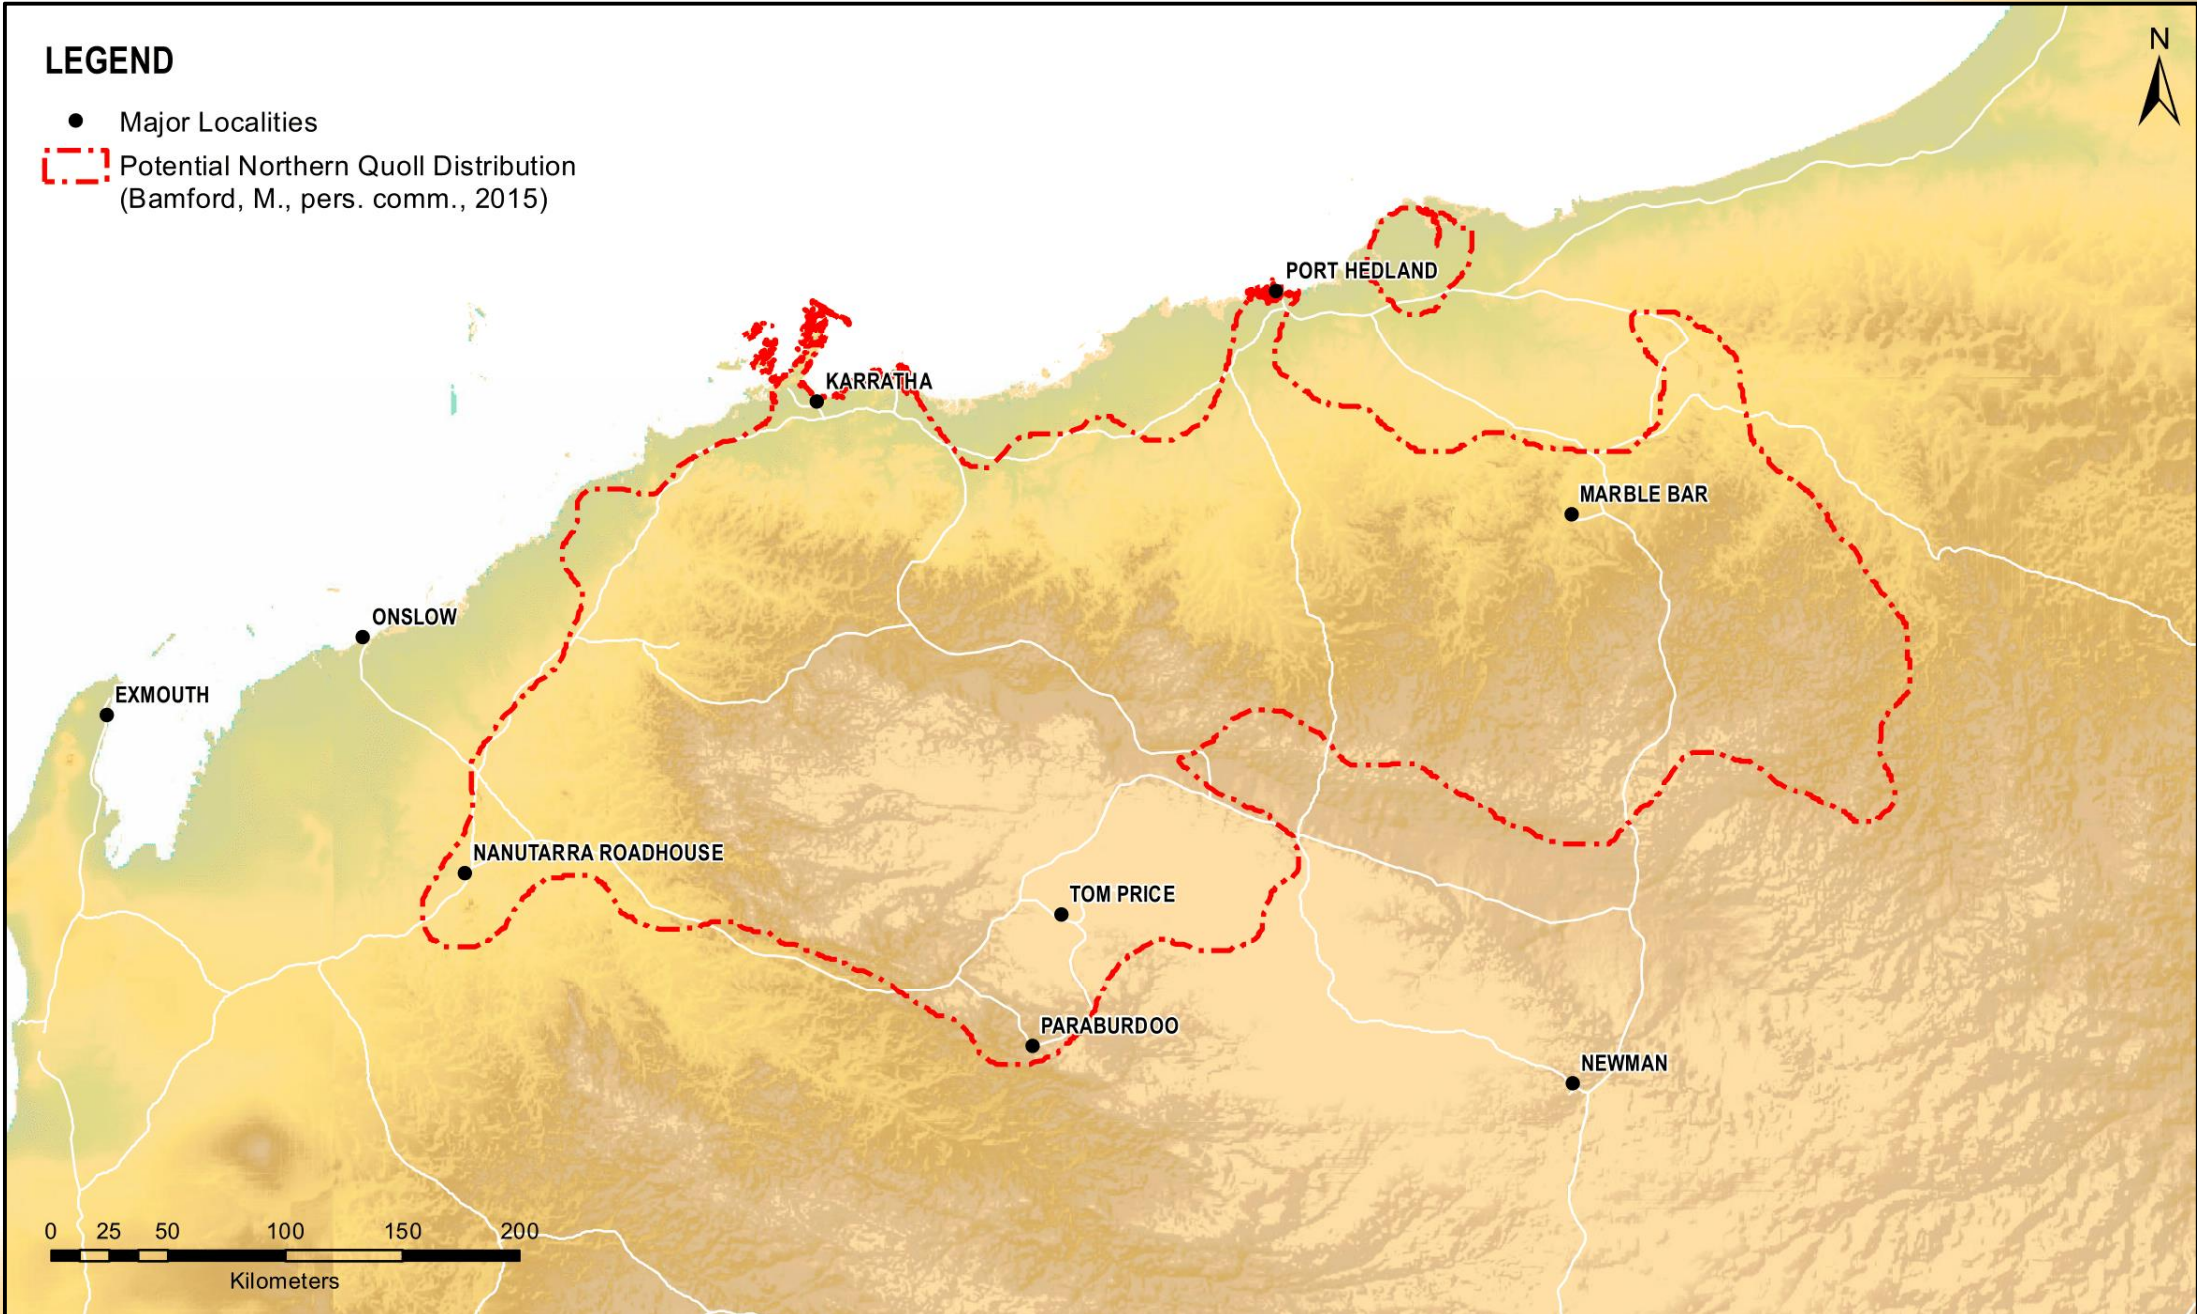 LEGEND
N
Major Localities
Potential Northern Quoll Distribution
(Bamford, M., pers. comm., 2015)
PORT HEDLAND
KARRATHA
MARBLE BAR
ONSLOW
EXMOUTH
NANUTARRA ROADHOUSE
TOM PRICE
PARABURDOO
NEWMAN
0 25 50 100 150 200
Kilometers